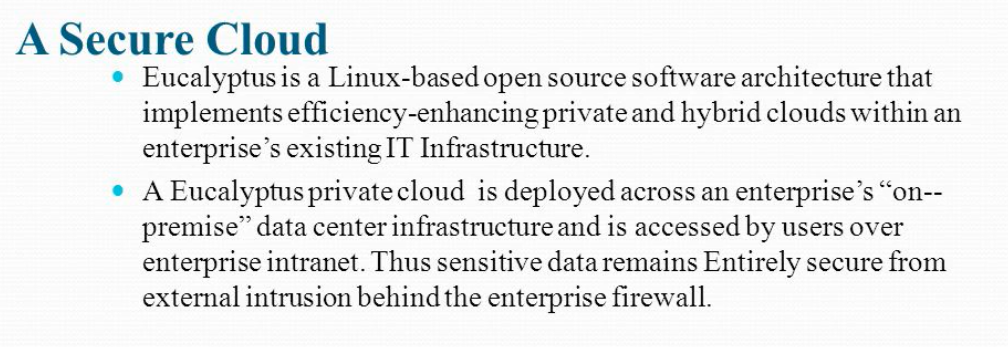 A Secure Cloud
• Eucalyptus is a Linux-based open source software architecture that
implements efficiency-enhancing private and hybrid clouds within an
enterprise’s existing IT Infrastructure.
• A Eucalyptus private cloud is deployed across an enterprise’s “on--
premise” data center infrastructure and is accessed by users over
enterprise intranet. Thus sensitive data remains Entirely secure from
external intrusion behind the enterprise firewall.